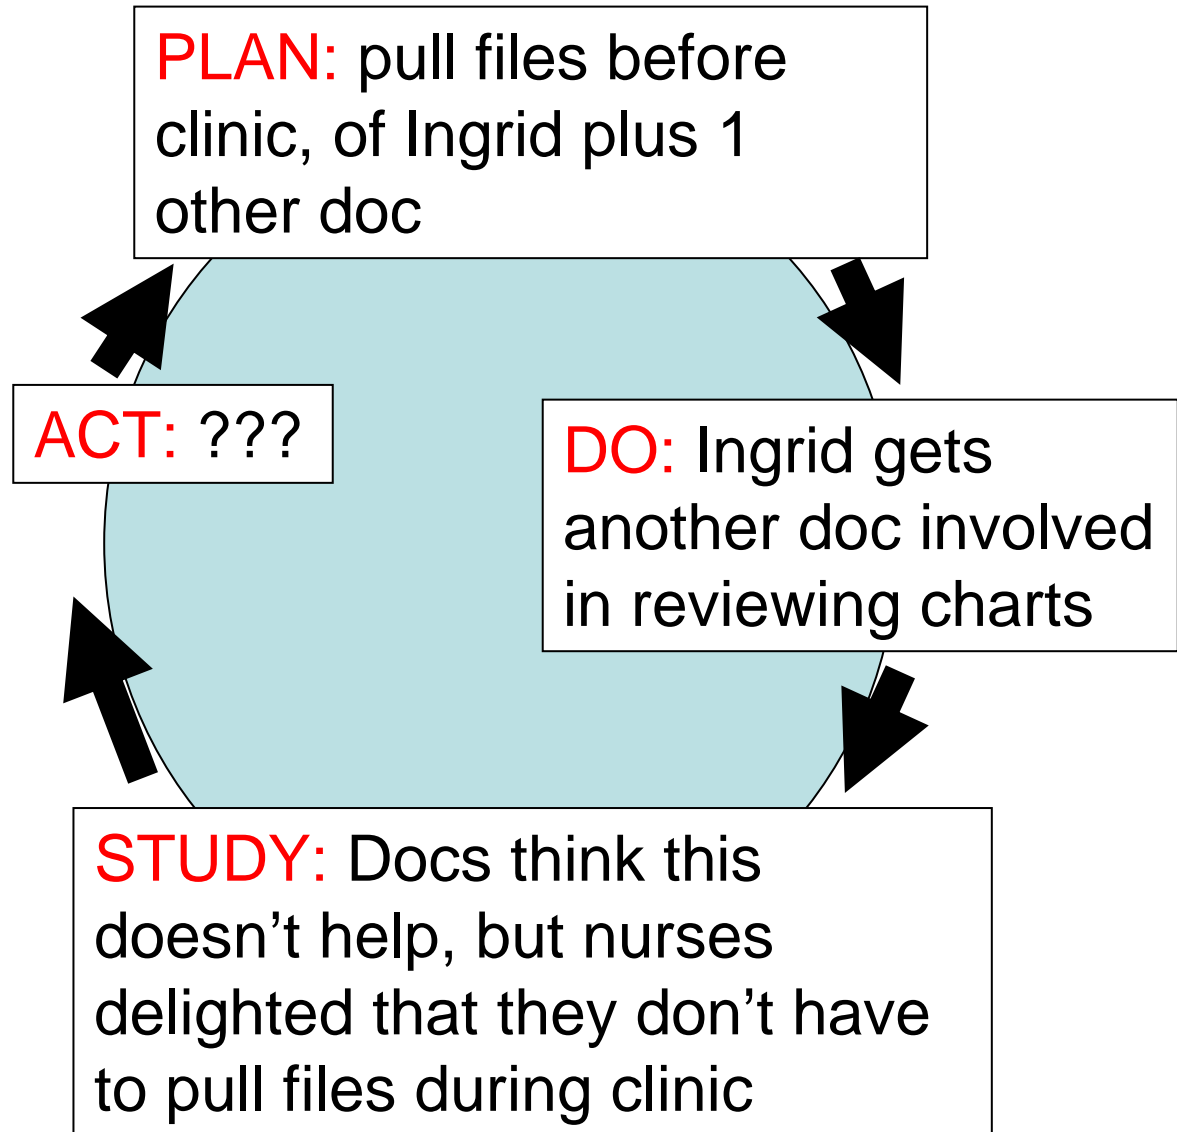 PLAN: pull files before
clinic, of Ingrid plus 1
other doc
ACT: ???
DO: Ingrid gets
another doc involved
in reviewing charts
STUDY: Docs think this
doesn’t help, but nurses
delighted that they don’t have
to pull files during clinic